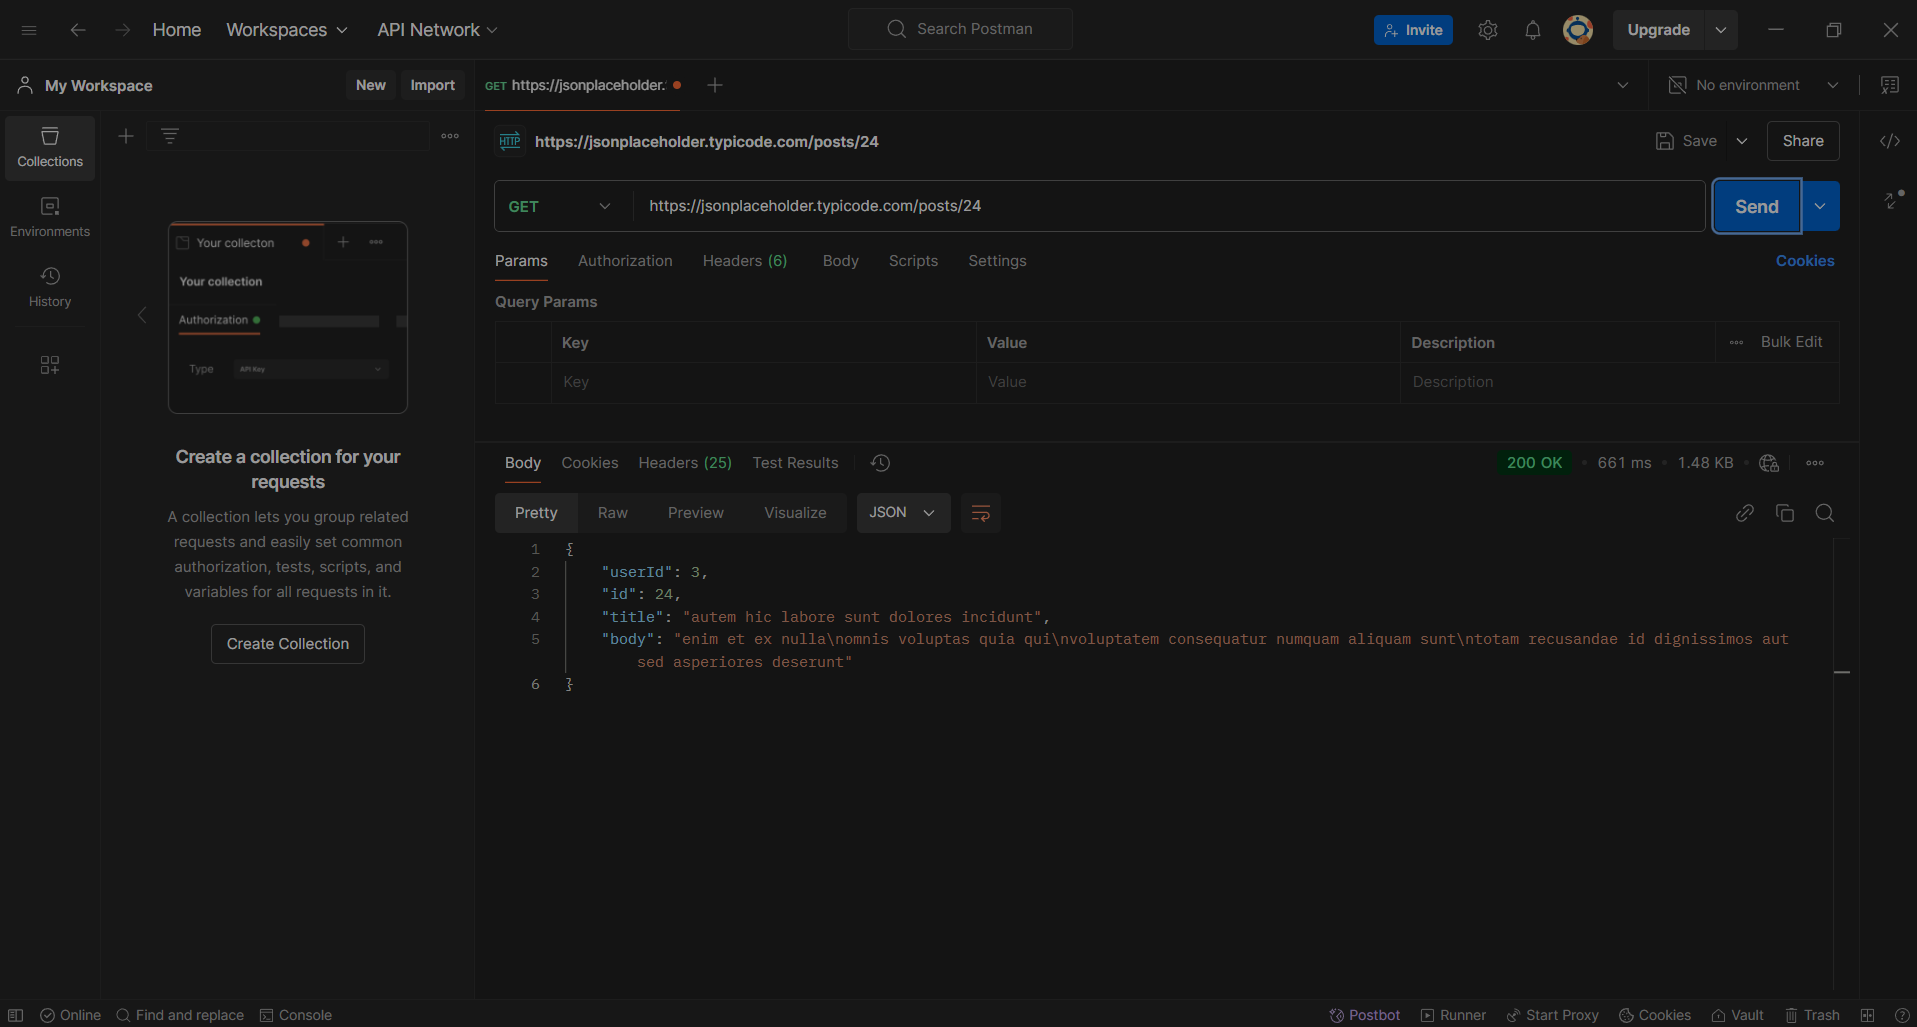 Home Workspaces API Network Search Postman Invite Upgrade
My Workspace New Import GET https://jsonplaceholder. No environment
Collections
Environments
History
Your collecton
Your collection
Authorization
Type API Key
Create a collection for your
requests
A collection lets you group related
requests and easily set common
authorization, tests, scripts, and
variables for all requests in it.
Create Collection
HTTP https://jsonplaceholder.typicode.com/posts/24 Save Share
GET https://jsonplaceholder.typicode.com/posts/24 Send
Params Authorization Headers (6) Body Scripts Settings Cookies
Query Params
Key Value Description Bulk Edit
Key Value Description
Body Cookies Headers (25) Test Results 200 OK 661 ms 1.48 KB
Pretty Raw Preview Visualize JSON
1 {
2 "userId": 3,
3 "id": 24,
4 "title": "autem hic labore sunt dolores incidunt",
5 "body": "enim et ex nulla\nomnis voluptas quia qui\nvoluptatem consequatur numquam aliquam sunt\ntotam recusandae id dignissimos aut
sed asperiores deserunt"
6 }
Online Find and replace Console Postbot Runner Start Proxy Cookies Vault Trash